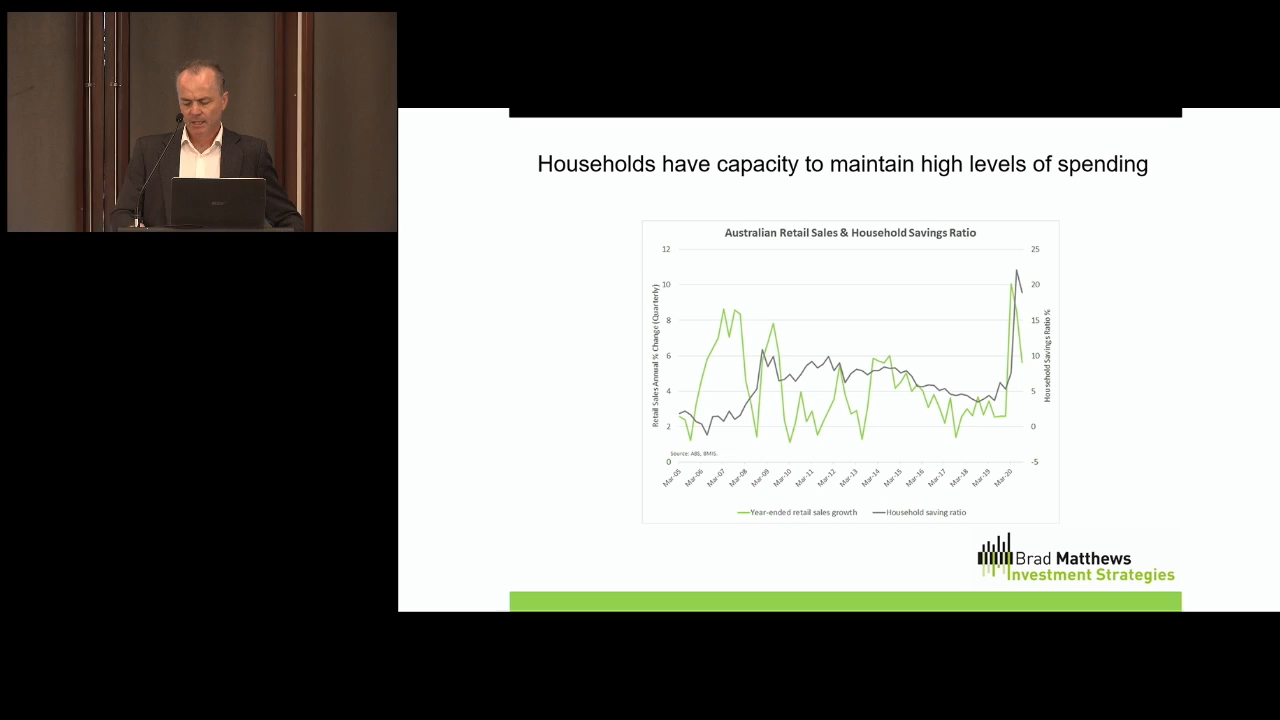 Households have capacity to maintain high levels of spending
Australian Retail Sales & Household Savings Ratio
12
10
8
6
4
2
0
Retail Sales Annual % Change (Quarterly)
25
20
15
10
5
0
-5
Household Savings Ratio %
Source: ABS, BMIS.
Mar-05
Mar-06
Mar-07
Mar-08
Mar-09
Mar-10
Mar-11
Mar-12
Mar-13
Mar-14
Mar-15
Mar-16
Mar-17
Mar-18
Mar-19
Mar-20
Year-ended retail sales growth
Household saving ratio
Brad Matthews
Investment Strategies